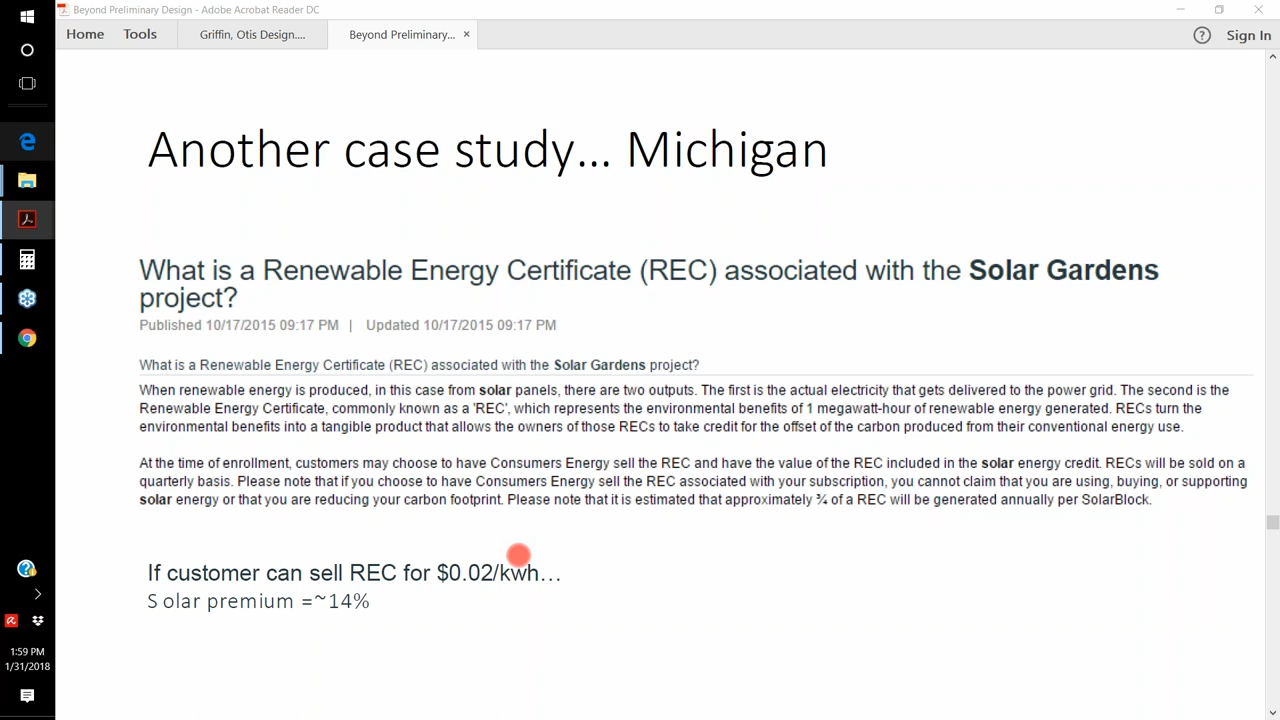 Beyond Preliminary Design - Adobe Acrobat Reader DC
Home Tools Griffin, Otis Design.... Beyond Preliminary... × ? Sign In
Another case study... Michigan
What is a Renewable Energy Certificate (REC) associated with the Solar Gardens
project?
Published 10/17/2015 09:17 PM | Updated 10/17/2015 09:17 PM
What is a Renewable Energy Certificate (REC) associated with the Solar Gardens project?
When renewable energy is produced, in this case from solar panels, there are two outputs. The first is the actual electricity that gets delivered to the power grid. The second is the
Renewable Energy Certificate, commonly known as a 'REC', which represents the environmental benefits of 1 megawatt-hour of renewable energy generated. RECs turn the
environmental benefits into a tangible product that allows the owners of those RECs to take credit for the offset of the carbon produced from their conventional energy use.
At the time of enrollment, customers may choose to have Consumers Energy sell the REC and have the value of the REC included in the solar energy credit. RECs will be sold on a
quarterly basis. Please note that if you choose to have Consumers Energy sell the REC associated with your subscription, you cannot claim that you are using, buying, or supporting
solar energy or that you are reducing your carbon footprint. Please note that it is estimated that approximately ¾ of a REC will be generated annually per SolarBlock.
If customer can sell REC for $0.02/kwh...
S olar premium =~14%
1:59 PM
1/31/2018